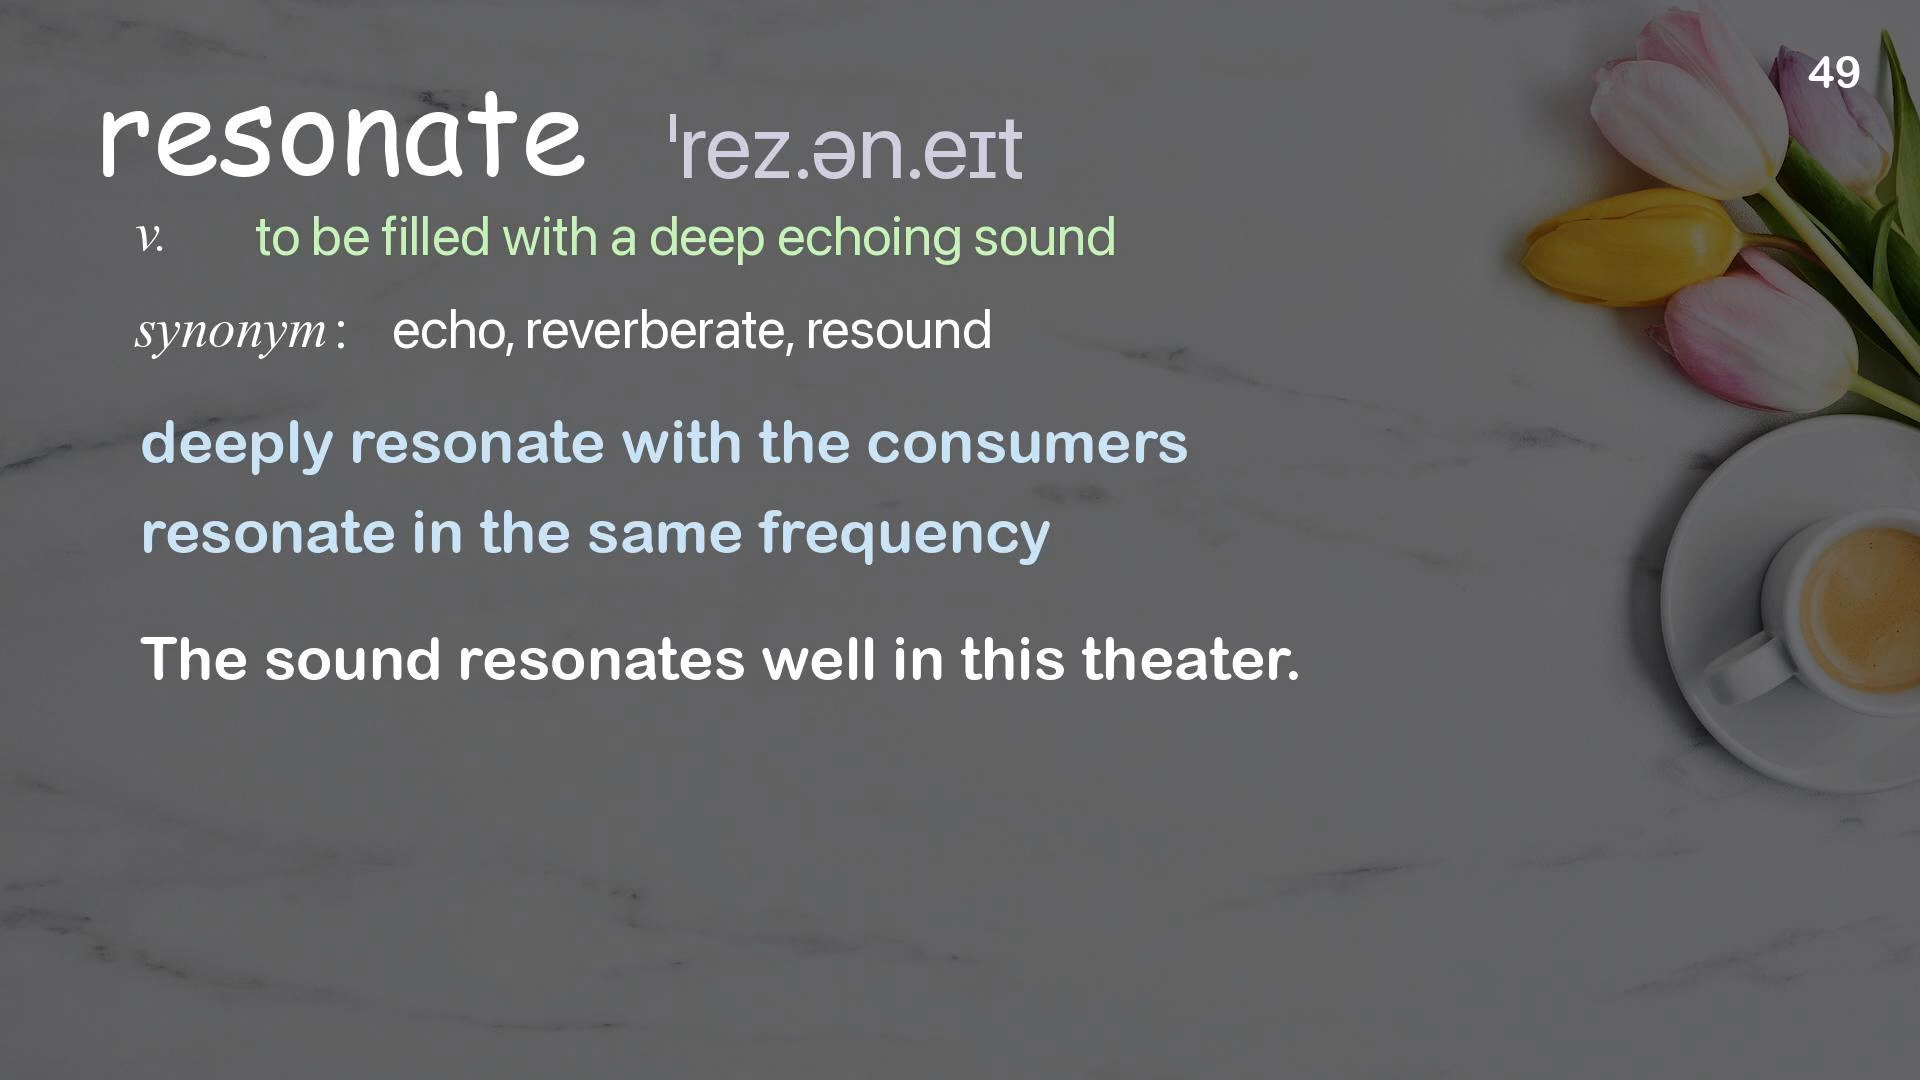 49
resonate ˈrez.ən.eɪt
v. to be filled with a deep echoing sound
synonym: echo, reverberate, resound
deeply resonate with the consumers
resonate in the same frequency
The sound resonates well in this theater.